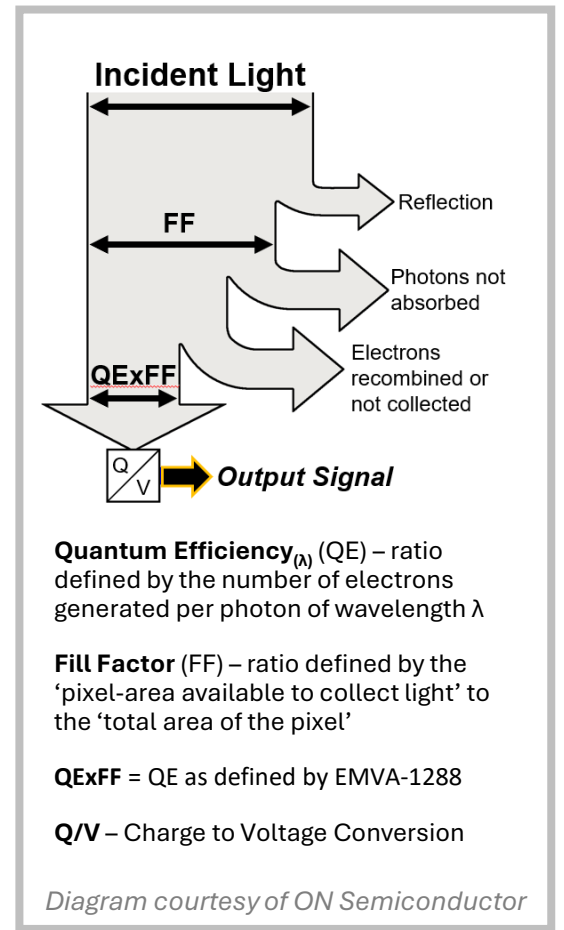 Incident Light
Reflection
FF
Photons not
absorbed
Electrons
recombined or
not collected
QExFF
Q
V
Output Signal
Quantum Efficiency(λ) (QE) – ratio
defined by the number of electrons
generated per photon of wavelength λ
Fill Factor (FF) – ratio defined by the
‘pixel-area available to collect light’ to
the ‘total area of the pixel’
QExFF = QE as defined by EMVA-1288
Q/V – Charge to Voltage Conversion
Diagram courtesy of ON Semiconductor